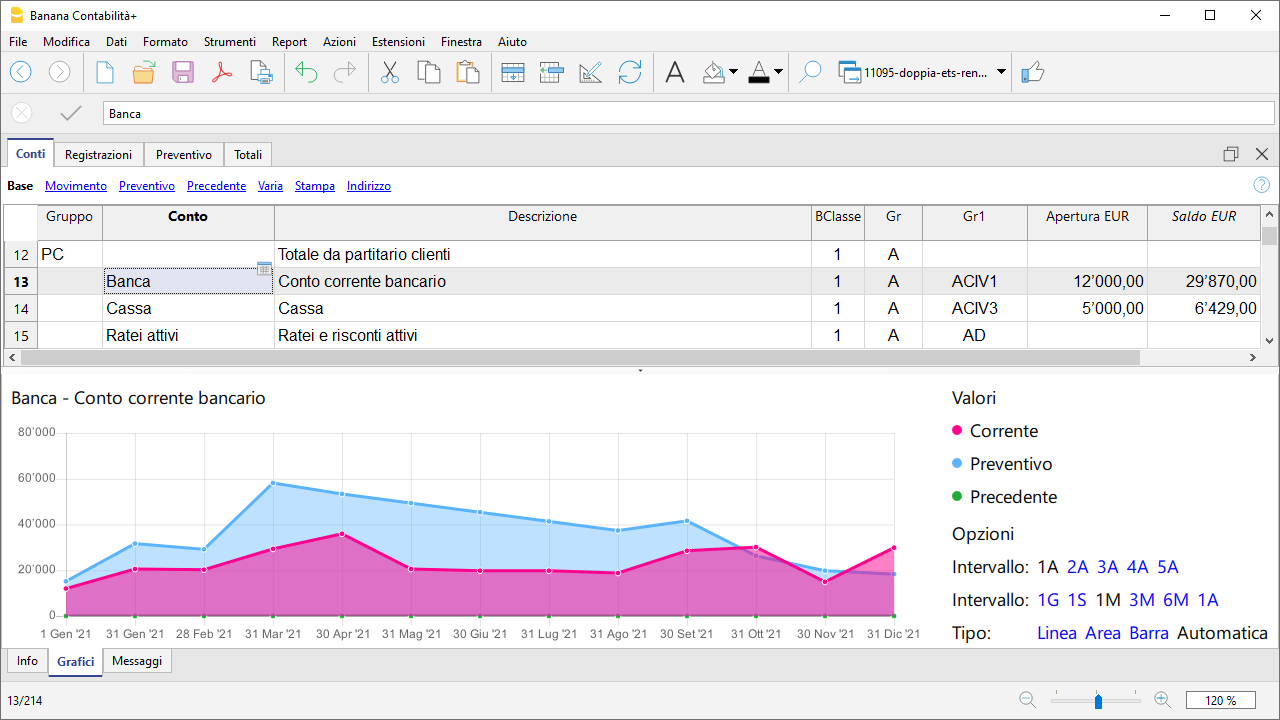 Banana Contabilità+
File Modifica Dati Formato Strumenti Report Azioni Estensioni Finestra Aiuto
11095-doppia-ets-ren...
Banca
Conti Registrazioni Preventivo Totali
Base Movimento Preventivo Precedente Varia Stampa Indirizzo
Gruppo Conto Descrizione BClasse Gr Gr1 Apertura EUR Saldo EUR
12 PC Totale da partitario clienti 1 A
13 Banca Conto corrente bancario 1 A ACIV1 12’000,00 29’870,00
14 Cassa Cassa 1 A ACIV3 5’000,00 6’429,00
15 Ratei attivi Ratei e risconti attivi 1 A AD
Banca - Conto corrente bancario
80’000
60’000
40’000
20’000
0
1 Gen '21 31 Gen '21 28 Feb '21 31 Mar '21 30 Apr '21 31 Mag '21 30 Giu '21 31 Lug '21 31 Ago '21 30 Set '21 31 Ott '21 30 Nov '21 31 Dic '21
Valori
Corrente
Preventivo
Precedente
Opzioni
Intervallo: 1A 2A 3A 4A 5A
Intervallo: 1G 1S 1M 3M 6M 1A
Tipo: Linea Area Barra Automatica
Info Grafici Messaggi
13/214
120 %